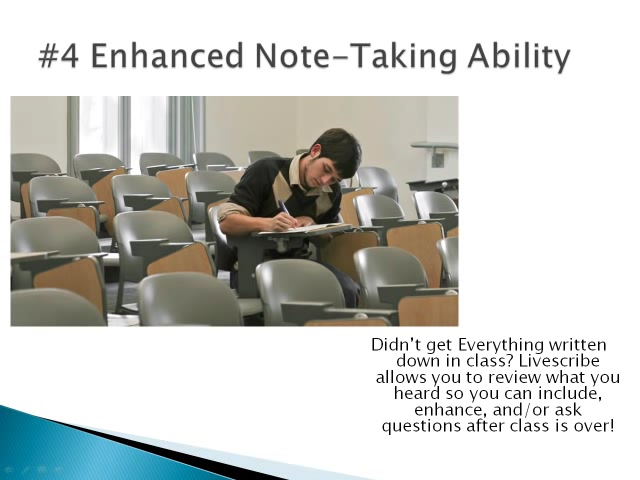 #4 Enhanced Note-Taking Ability
Didn't get Everything written
down in class? Livescribe
allows you to review what you
heard so you can include,
enhance, and/or ask
questions after class is over!